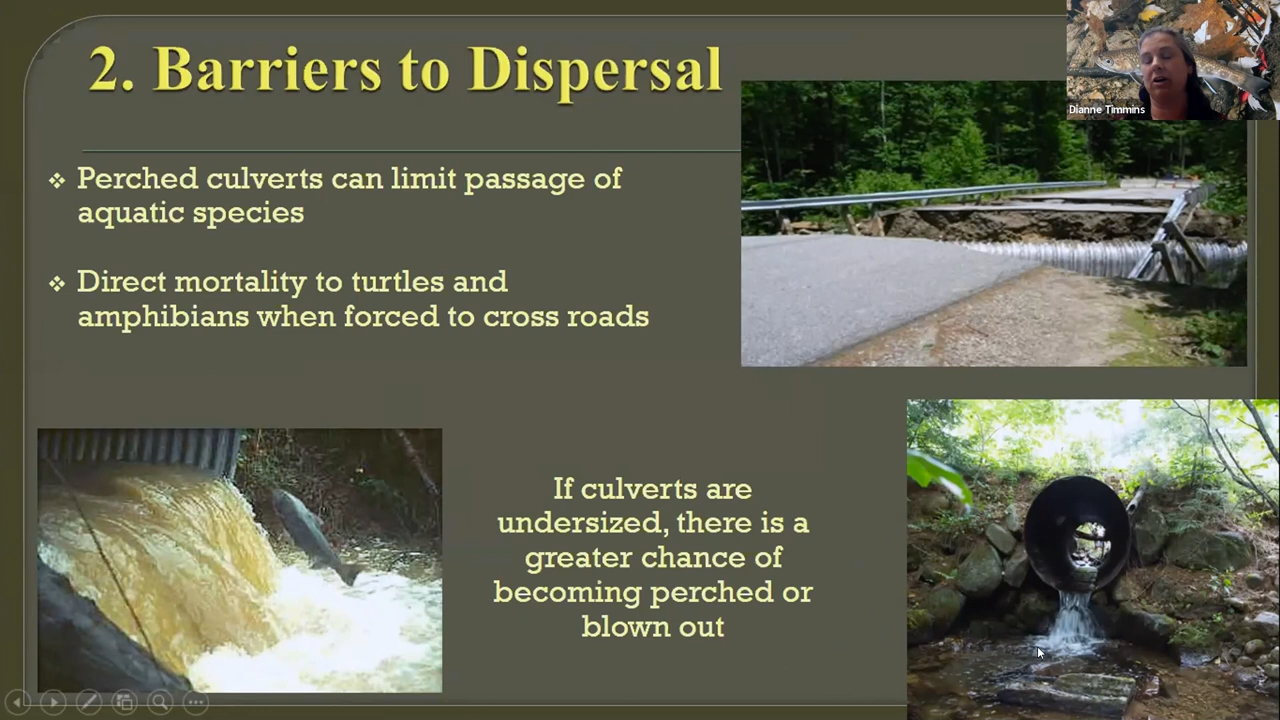 2. Barriers to Dispersal
Dianne Timmins
❖ Perched culverts can limit passage of
aquatic species
❖ Direct mortality to turtles and
amphibians when forced to cross roads
If culverts are
undersized, there is a
greater chance of
becoming perched or
blown out